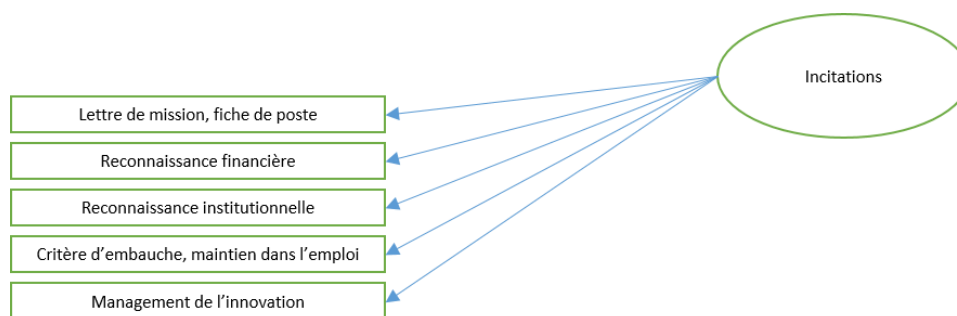 Incitations
Lettre de mission, fiche de poste
Reconnaissance financière
Reconnaissance institutionnelle
Critère d’embauche, maintien dans l’emploi
Management de l’innovation